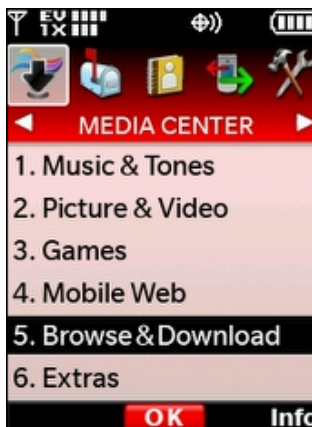 EV
1X
MEDIA CENTER
1. Music & Tones
2. Picture & Video
3. Games
4. Mobile Web
5. Browse & Download
6. Extras
OK Info